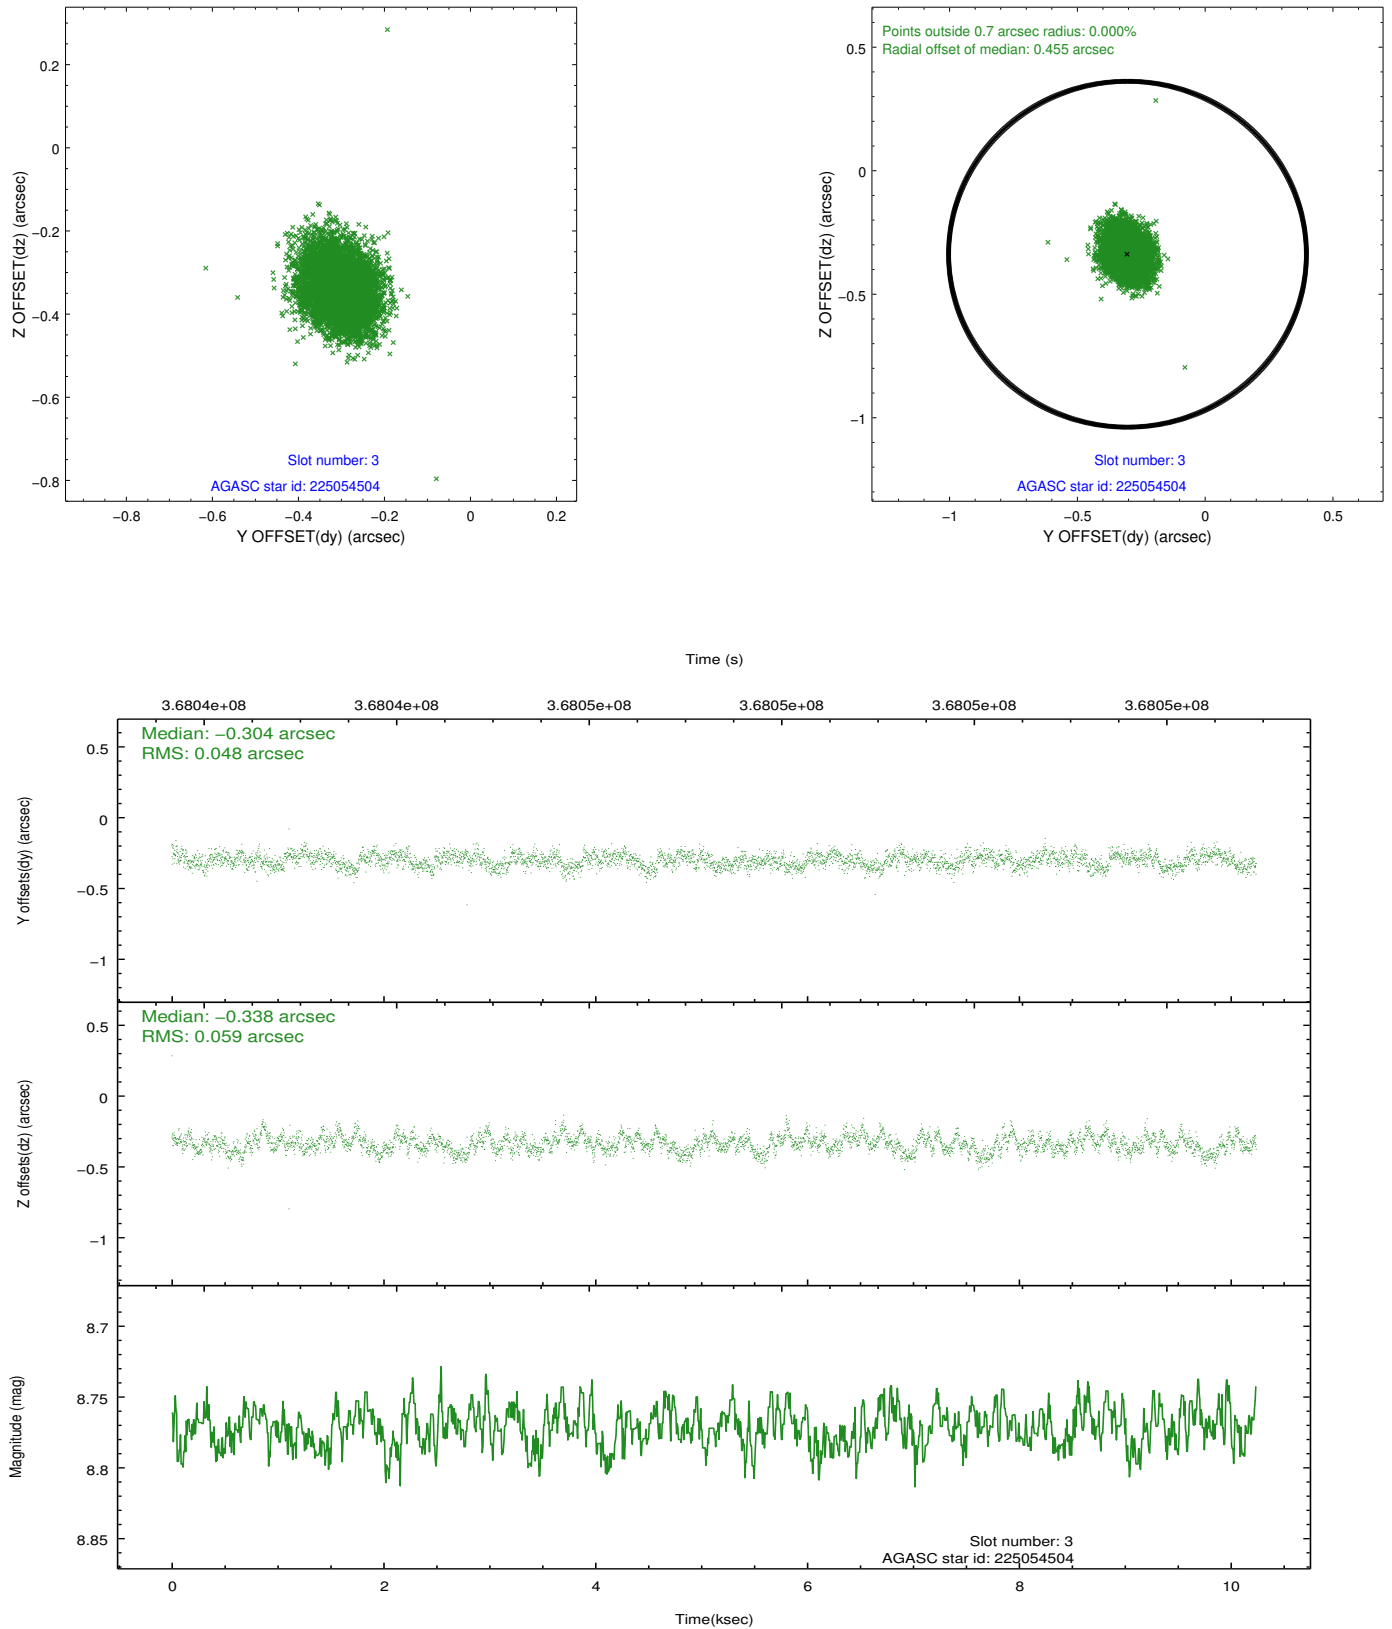 0.2
0
−0.2
−0.4
−0.6
−0.8
Z OFFSET(dz) (arcsec)
Slot number: 3
AGASC star id: 225054504
−0.8 −0.6 −0.4 −0.2 0 0.2
Y OFFSET(dy) (arcsec)
Points outside 0.7 arcsec radius: 0.000%
Radial offset of median: 0.455 arcsec
0.5
0
−0.5
−1
Z OFFSET(dz) (arcsec)
Slot number: 3
AGASC star id: 225054504
−1 −0.5 0 0.5
Y OFFSET(dy) (arcsec)
Time (s)
3.6804e+08 3.6804e+08 3.6805e+08 3.6805e+08 3.6805e+08 3.6805e+08
Median: −0.304 arcsec
RMS: 0.048 arcsec
0.5
0
−0.5
−1
Y offsets(dy) (arcsec)
Median: −0.338 arcsec
RMS: 0.059 arcsec
0.5
0
−0.5
−1
Z offsets(dz) (arcsec)
8.7
8.75
8.8
8.85
Magnitude (mag)
Slot number: 3
AGASC star id: 225054504
0 2 4 6 8 10
Time(ksec)